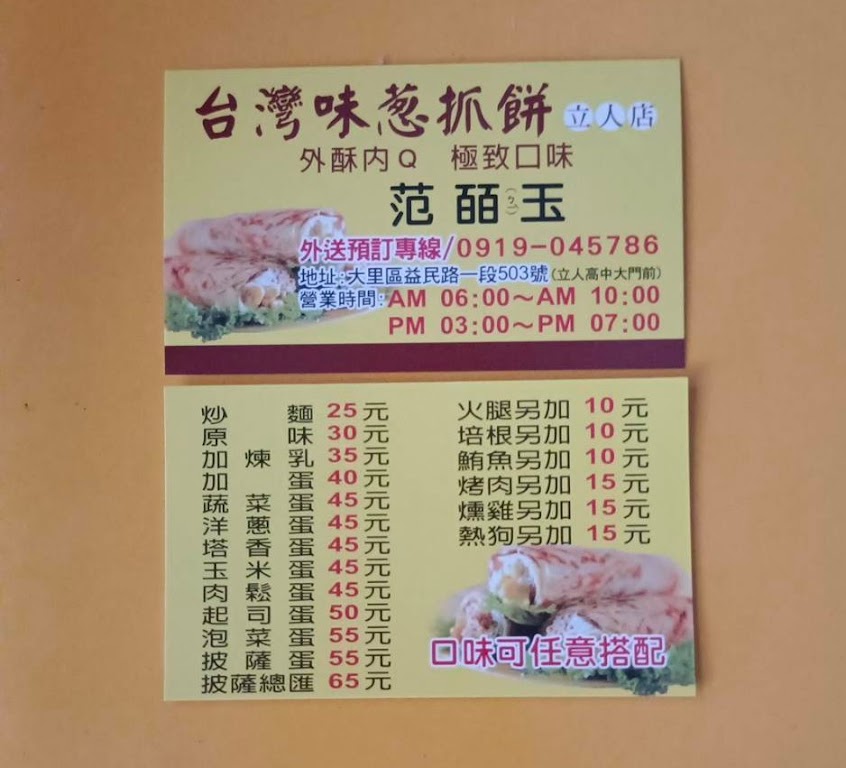 台灣味葱抓餅 立人店
外酥内Q 極致口味
范皕玉
外送預訂專線/0919-045786
地址:大里區益民路一段503號(立人高中大門前)
營業時間:AM 06:00~AM 10:00
PM 03:00~PM 07:00
炒麵 25元
原味 30元
加煉乳 35元
加蛋 40元
蔬菜蛋 45元
洋蔥蛋 45元
塔香蛋 45元
玉米蛋 45元
肉鬆蛋 45元
起司蛋 50元
泡菜蛋 55元
披薩蛋 55元
披薩總匯 65元
火腿另加 10元
培根另加 10元
鮪魚另加 10元
烤肉另加 15元
燻雞另加 15元
熱狗另加 15元
口味可任意搭配